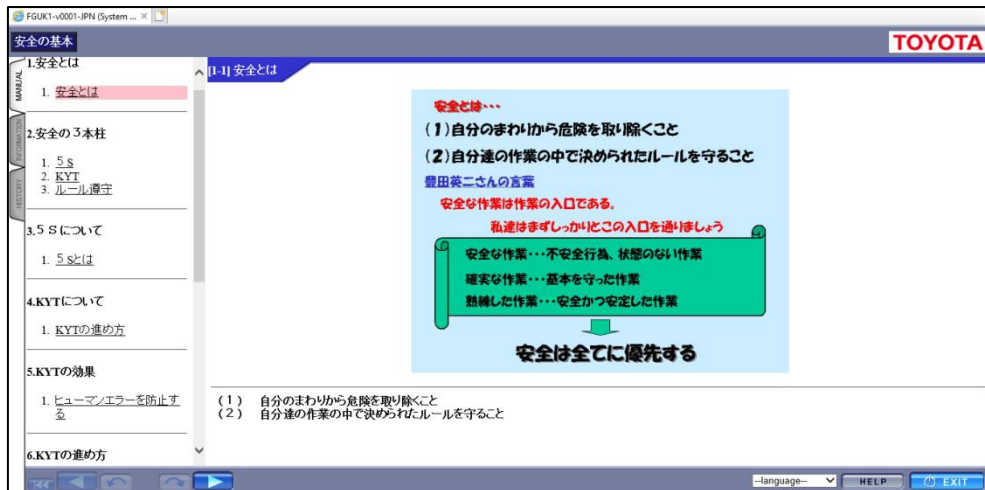 FGUK1-v0001-JPN (System ...
安全の基本
TOYOTA
MANUAL
INFORMATION
HISTORY
1.安全とは
1. 安全とは
2.安全の3本柱
1. 5S
2. KYT
3. ルール遵守
3.5Sについて
1. 5sとは
4.KYTについて
1. KYTの進め方
5.KYTの効果
1. ヒューマンエラーを防止す
る
6.KYTの進め方
[1-1] 安全とは
安全とは・・・
(1)自分のまわりから危険を取り除くこと
(2)自分達の作業の中で決められたルールを守ること
豊田英二さんの言葉
安全な作業は作業の入口である。
私達はまずしっかりとこの入口を通りましょう
安全な作業・・・不安全行為、状態のない作業
確実な作業・・・基本を守った作業
熟練した作業・・・安全かつ安定した作業
安全は全てに優先する
(1) 自分のまわりから危険を取り除くこと
(2) 自分達の作業の中で決められたルールを守ること
--language--
HELP
EXIT